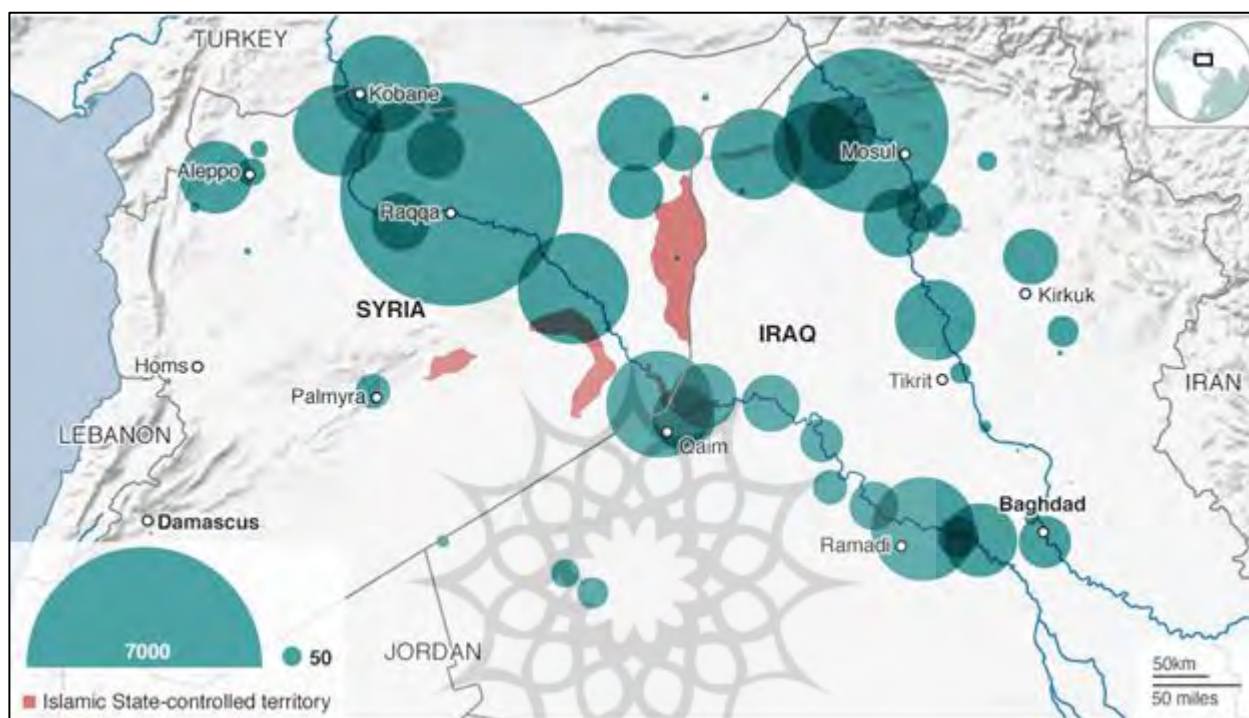 TURKEY
Kobane
Aleppo
Mosul
Raqqa
Kirkuk
SYRIA
IRAQ
Homs
Tikrit
IRAN
Palmyra
LEBANON
Qaim
Damascus
Baghdad
Ramadi
7000
50
JORDAN
50km
50 miles
Islamic State-controlled territory